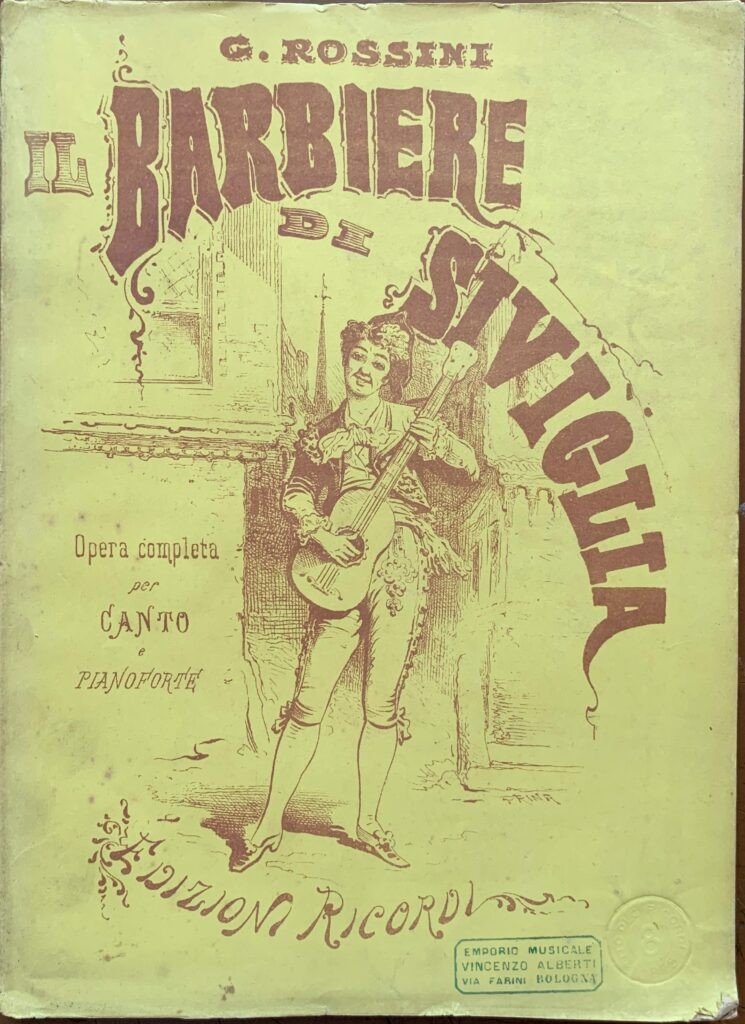 G. ROSSINI
IL BARBIERE
DI
SIVIGLIA
Opera completa
per
CANTO
e
PIANOFORTE
EDIZIONI RICORDI
EMPORIO MUSICALE
VINCENZO ALBERTI
VIA FARINI BOLOGNA